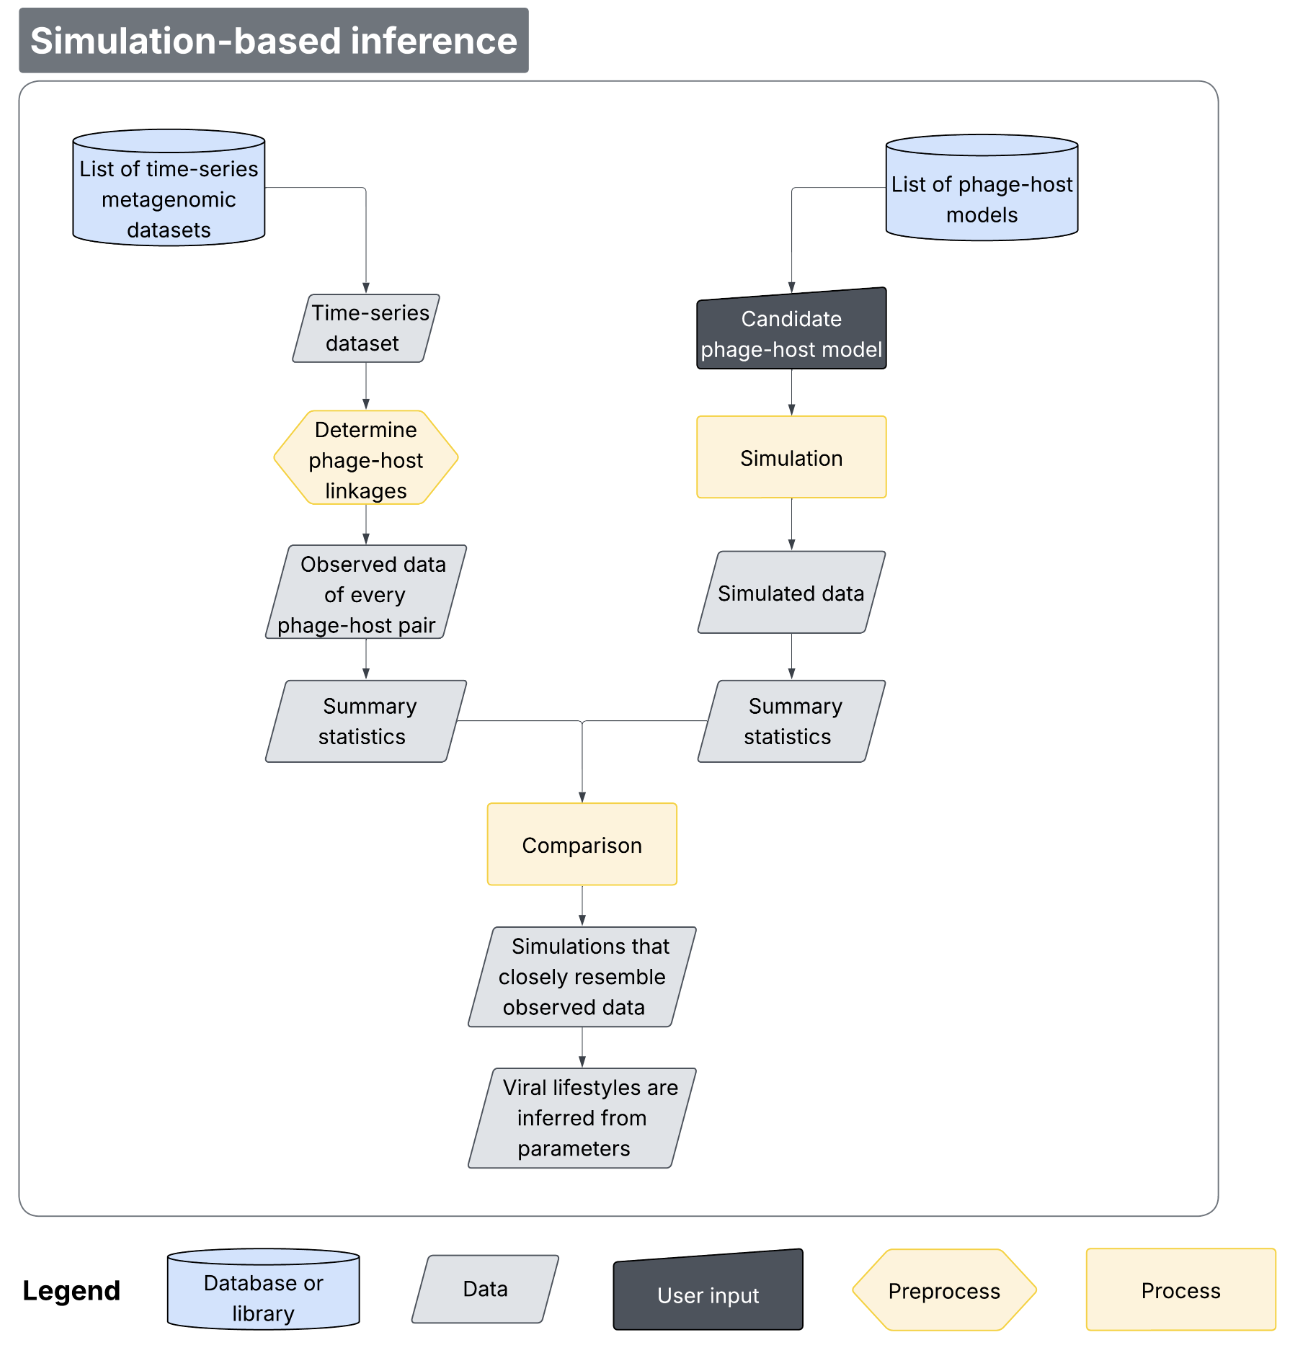 Simulation-based inference
List of time-series
metagenomic
datasets
List of phage-host
models
Time-series
dataset
Candidate
phage-host model
Determine
phage-host
linkages
Simulation
Observed data
of every
phage-host pair
Simulated data
Summary
statistics
Summary
statistics
Comparison
Simulations that
closely resemble
observed data
Viral lifestyles are
inferred from
parameters
Legend
Database or
library
Data
User input
Preprocess
Process